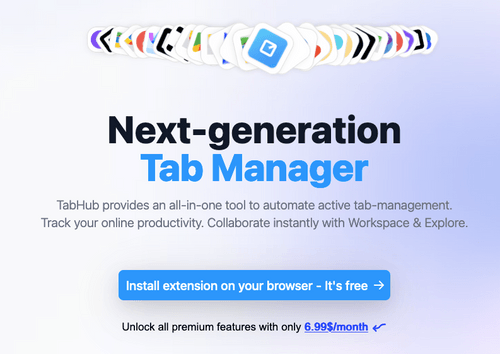 Next-generation
Tab Manager
TabHub provides an all-in-one tool to automate active tab-management.
Track your online productivity. Collaborate instantly with Workspace & Explore.
Install extension on your browser - It's free →
Unlock all premium features with only 6.99$/month